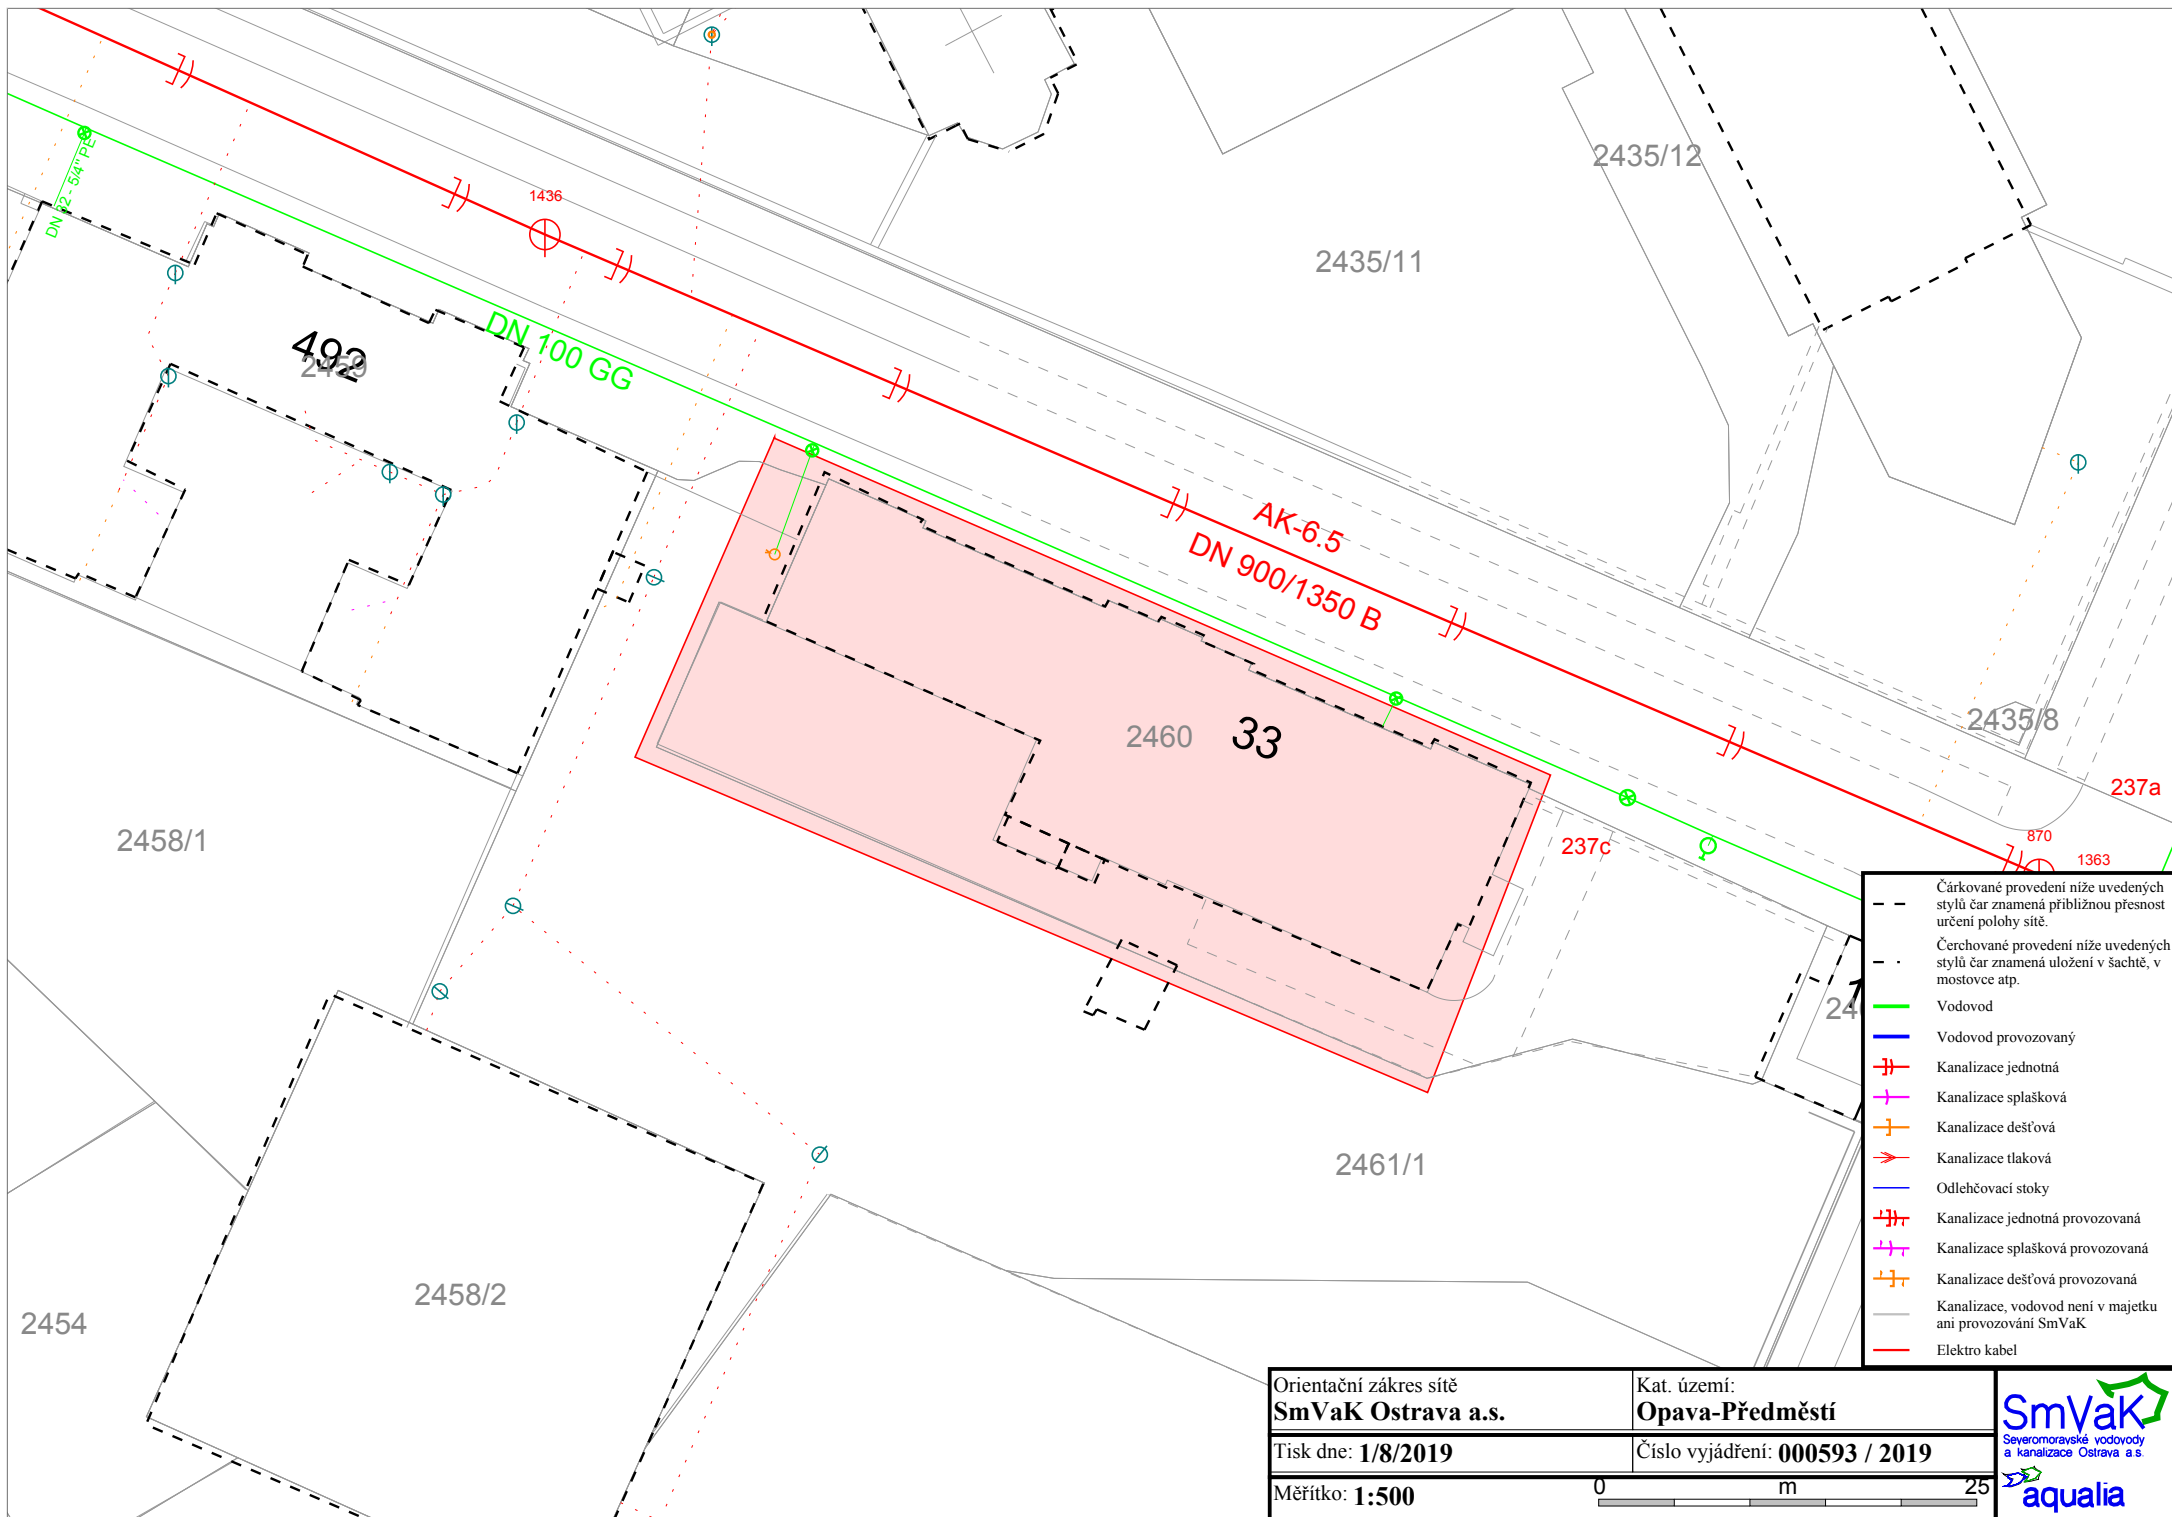 1436
2435/12
2435/11
DN 32 - 5/4" PE
492
2459
DN 100 GG
AK-6.5
DN 900/1350 B
2460
33
2435/8
237a
870
1363
237c
2458/1
2461/1
2458/2
2454
Čárkované provedení níže uvedených
stylů čar znamená přibližnou přesnost
určení polohy sítě.
Čerchované provedení níže uvedených
stylů čar znamená uložení v šachtě, v
mostovce atp.
Vodovod
Vodovod provozovaný
Kanalizace jednotná
Kanalizace splašková
Kanalizace dešťová
Kanalizace tlaková
Odlehčovací stoky
Kanalizace jednotná provozovaná
Kanalizace splašková provozovaná
Kanalizace dešťová provozovaná
Kanalizace, vodovod není v majetku
ani provozování SmVaK
Elektro kabel
Orientační zákres sítě
SmVaK Ostrava a.s.
Kat. území:
Opava-Předměstí
Tisk dne: 1/8/2019
Číslo vyjádření: 000593 / 2019
Měřítko: 1:500
0 m 25
SmVaK
Severomoravské vodovody
a kanalizace Ostrava a.s.
aqualia